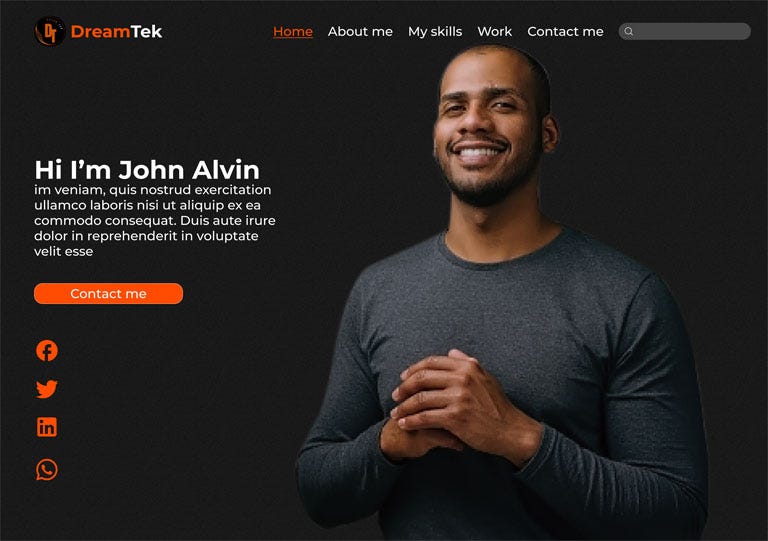 DreamTek
Home About me My skills Work Contact me
Hi I’m John Alvin
im veniam, quis nostrud exercitation
ullamco laboris nisi ut aliquip ex ea
commodo consequat. Duis aute irure
dolor in reprehenderit in voluptate
velit esse
Contact me